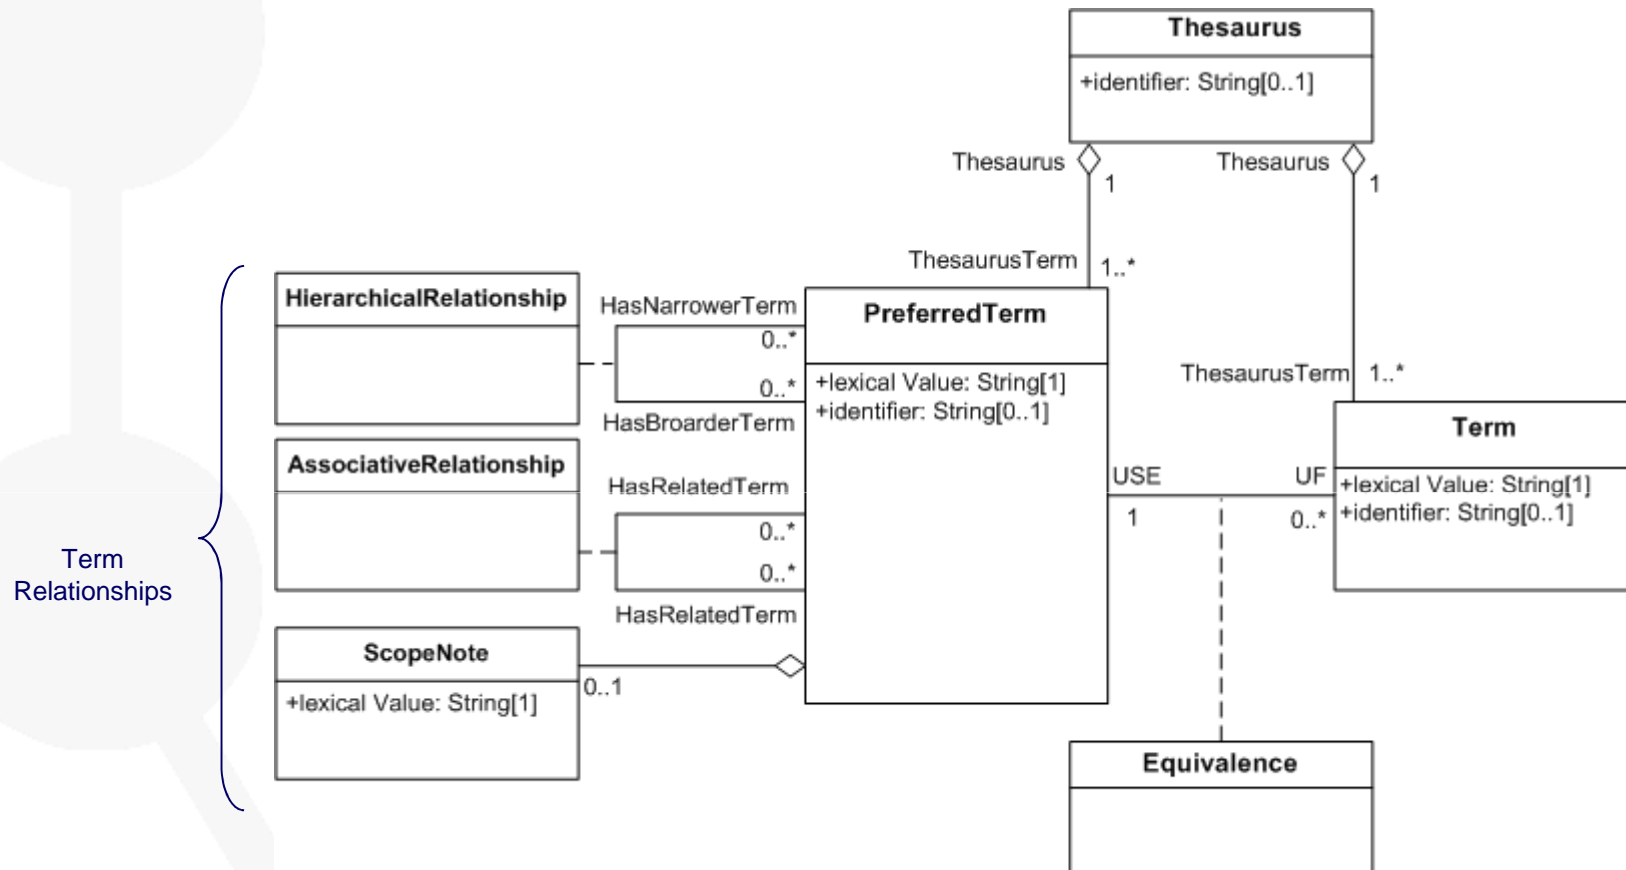 Thesaurus
+identifier: String[0..1]
Thesaurus
1
Thesaurus
1
ThesaurusTerm
1..*
ThesaurusTerm
1..*
Term
Relationships
HierarchicalRelationship
HasNarrowerTerm
0..*
0..*
HasBroarderTerm
AssociativeRelationship
HasRelatedTerm
0..*
0..*
HasRelatedTerm
ScopeNote
+lexical Value: String[1]
0..1
PreferredTerm
+lexical Value: String[1]
+identifier: String[0..1]
USE
1
UF
0..*
Term
+lexical Value: String[1]
+identifier: String[0..1]
Equivalence